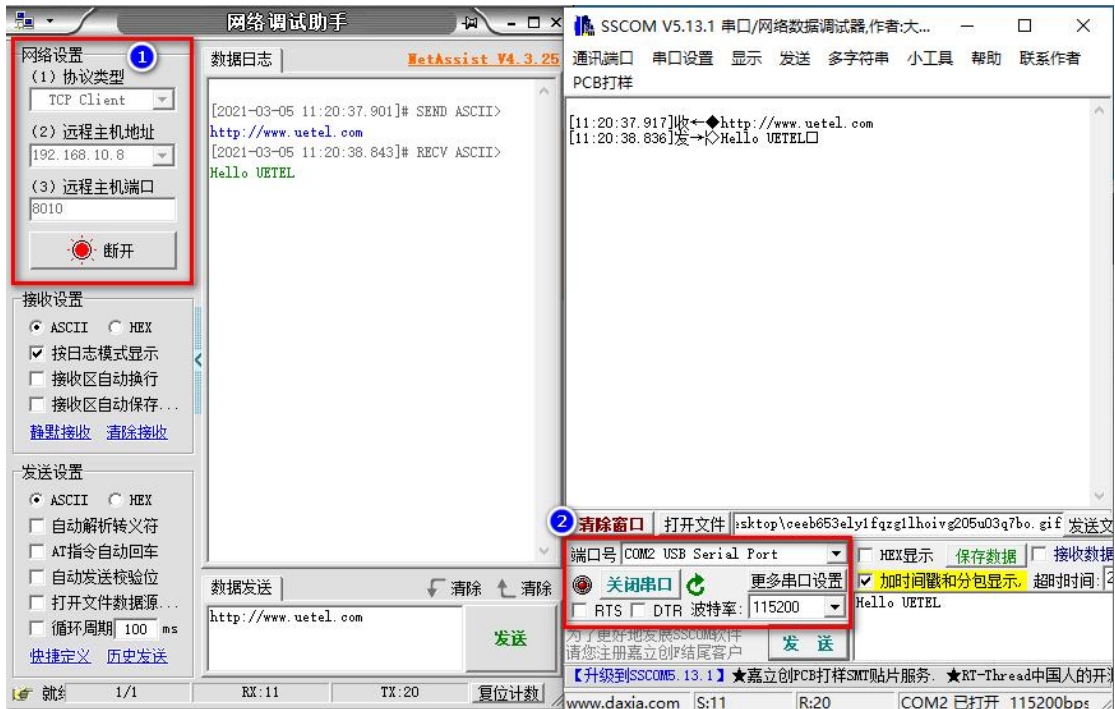 网络调试助手
网络设置
1
(1) 协议类型
TCP Client
(2) 远程主机地址
192.168.10.8
(3) 远程主机端口
8010
断开
接收设置
ASCII HEX
按日志模式显示
接收区自动换行
接收区自动保存...
静默接收 清除接收
发送设置
ASCII HEX
自动解析转义符
AT指令自动回车
自动发送校验位
打开文件数据源...
循环周期 100 ms
快捷定义 历史发送
数据日志 NetAssist V4.3.25
[2021-03-05 11:20:37.901]# SEND ASCII>
http://www.uetel.com
[2021-03-05 11:20:38.843]# RECV ASCII>
Hello UETEL
数据发送 清除 清除
http://www.uetel.com
发送
1/1 RX:11 TX:20 复位计数
SSCOM V5.13.1 串口/网络数据调试器,作者:大...
通讯端口 串口设置 显示 发送 多字符串 小工具 帮助 联系作者
PCB打样
[11:20:37.917]收←◆http://www.uetel.com
[11:20:38.836]发→◇Hello UETEL□
2
清除窗口 打开文件 esktop\ceeb653ely1fqzg1lhoivg205u03q7bo.gif 发送文
端口号 COM2 USB Serial Port HEX显示 保存数据 接收数据
关闭串口 更多串口设置 加时间戳和分包显示, 超时时间: 2
RTS DTR 波特率: 115200 Hello UETEL
为了更好地发展SSCOM软件
请您注册嘉立创F结尾客户
发 送
【升级到SSCOM5.13.1】★嘉立创PCB打样SMT贴片服务. ★RT-Thread中国人的开
www.daxia.com S:11 R:20 COM2 已打开 115200bps